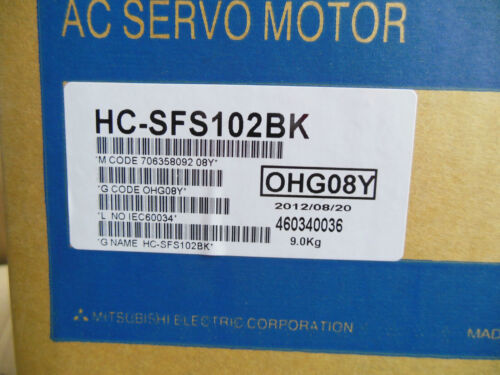 AC SERVO MOTOR
HC-SFS102BK
*M CODE 706358092 08Y*
*G CODE OHG08Y*
OHG08Y
2012/08/20
*L NO IEC60034*
460340036
*G NAME HC-SFS102BK*
9.0Kg
MITSUBISHI ELECTRIC CORPORATION
MAD